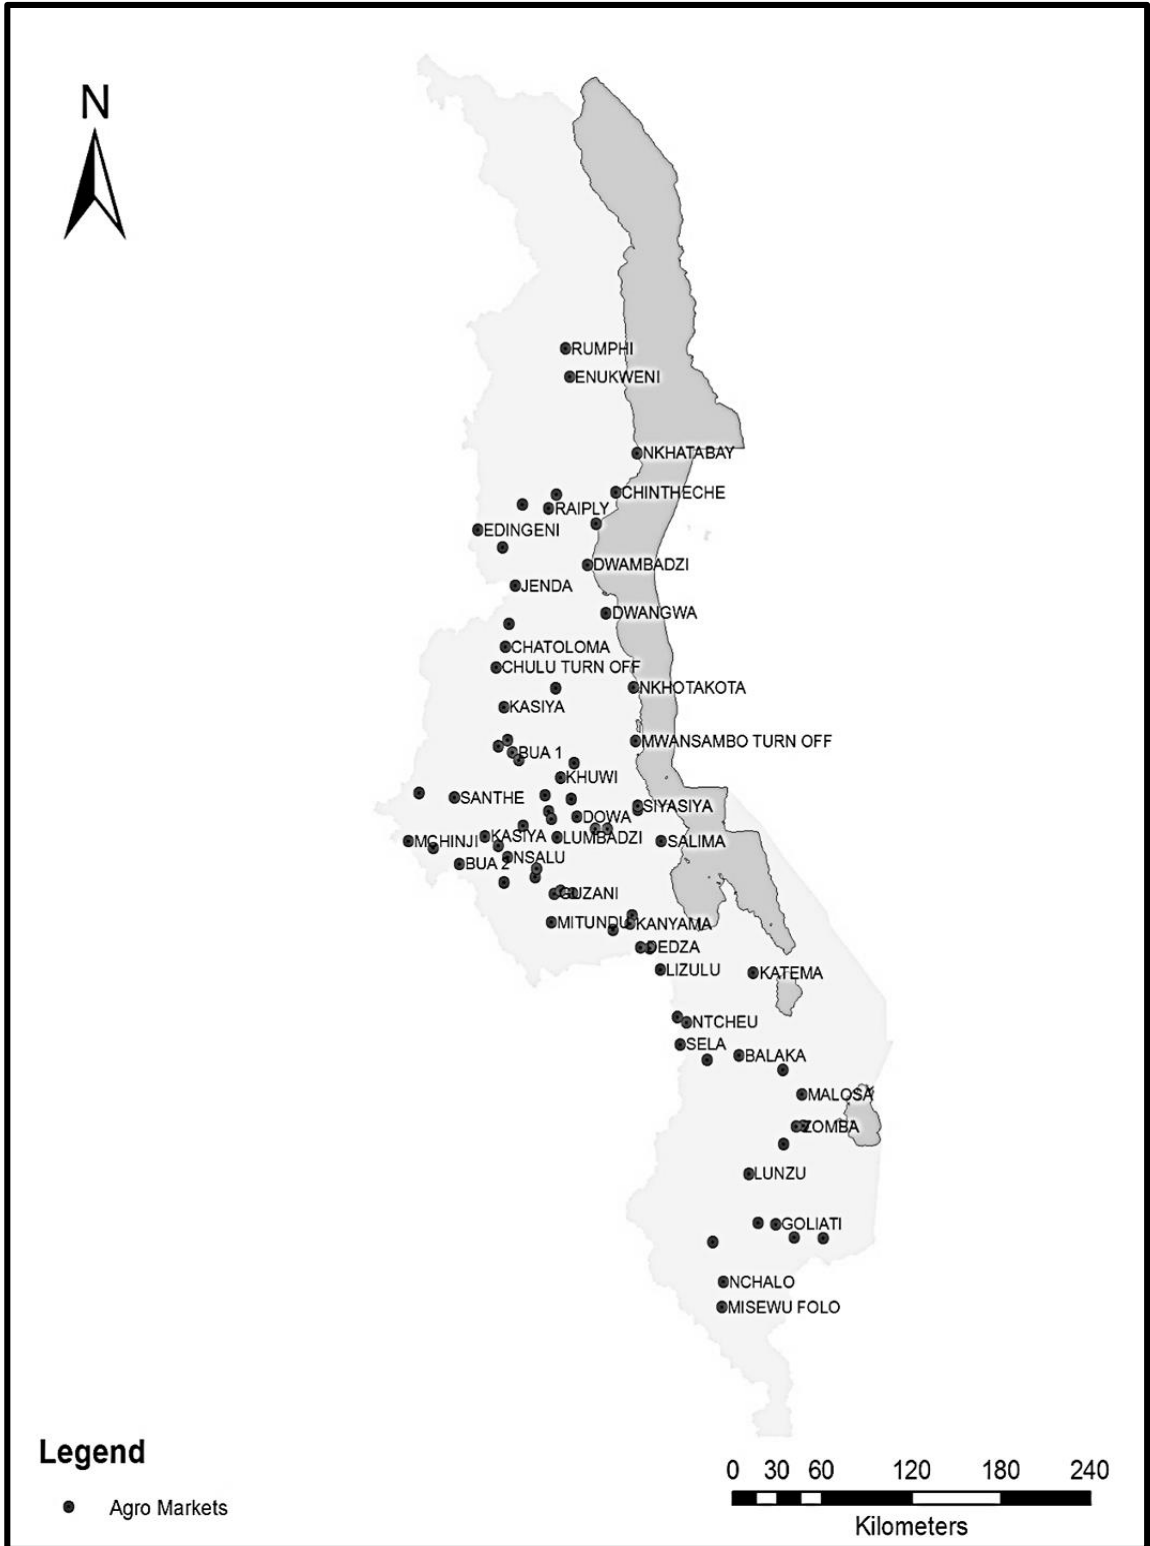 N
RUMPHI
ENUKWENI
NKHATABAY
CHINTHECHE
RAIPLY
EDINGENI
DWAMBADZI
JENDA
DWANGWA
CHATOLOMA
CHULU TURN OFF
NKHOTAKOTA
KASIYA
MWANSAMBO TURN OFF
BUA 1
KHUWI
SANTHE
SIYASIYA
DOWA
MCHINJI
KASIYA
LUMBADZI
SALIMA
NSALU
BUA 2
GUZANI
MITUNDU
KANYAMA
DEDZA
LIZULU
KATEMA
NTCHEU
SELA
BALAKA
MALOSA
ZOMBA
LUNZU
GOLIATI
NCHALO
MISEWU FOLO
Legend
Agro Markets
0 30 60 120 180 240
Kilometers